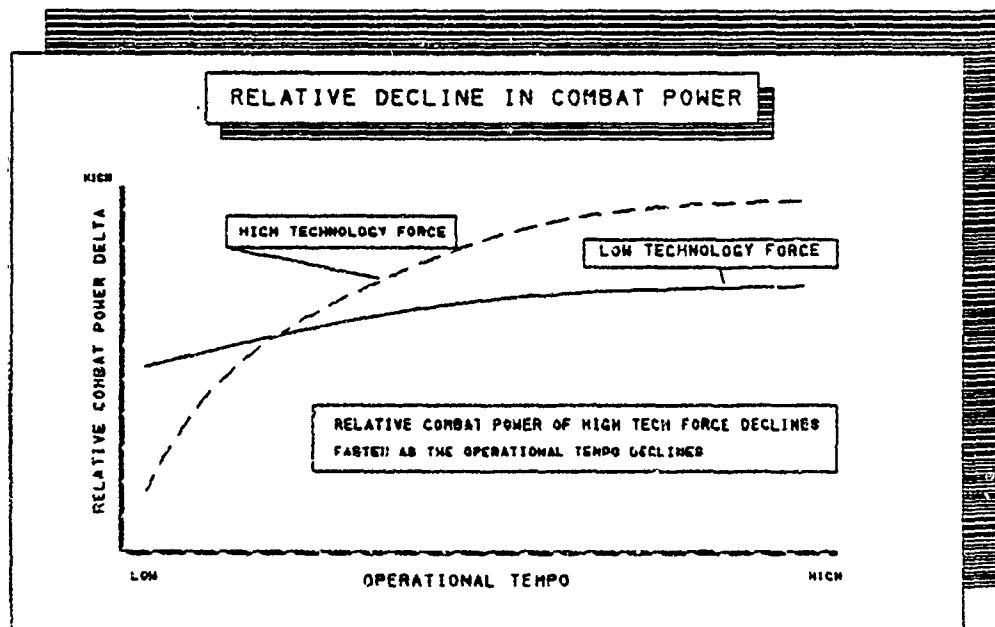 RELATIVE DECLINE IN COMBAT POWER
HIGH
HIGH TECHNOLOGY FORCE
LOW TECHNOLOGY FORCE
RELATIVE COMBAT POWER DELTA
RELATIVE COMBAT POWER OF HIGH TECH FORCE DECLINES
FASTER AS THE OPERATIONAL TEMPO DECLINES
LOW
OPERATIONAL TEMPO
HIGH